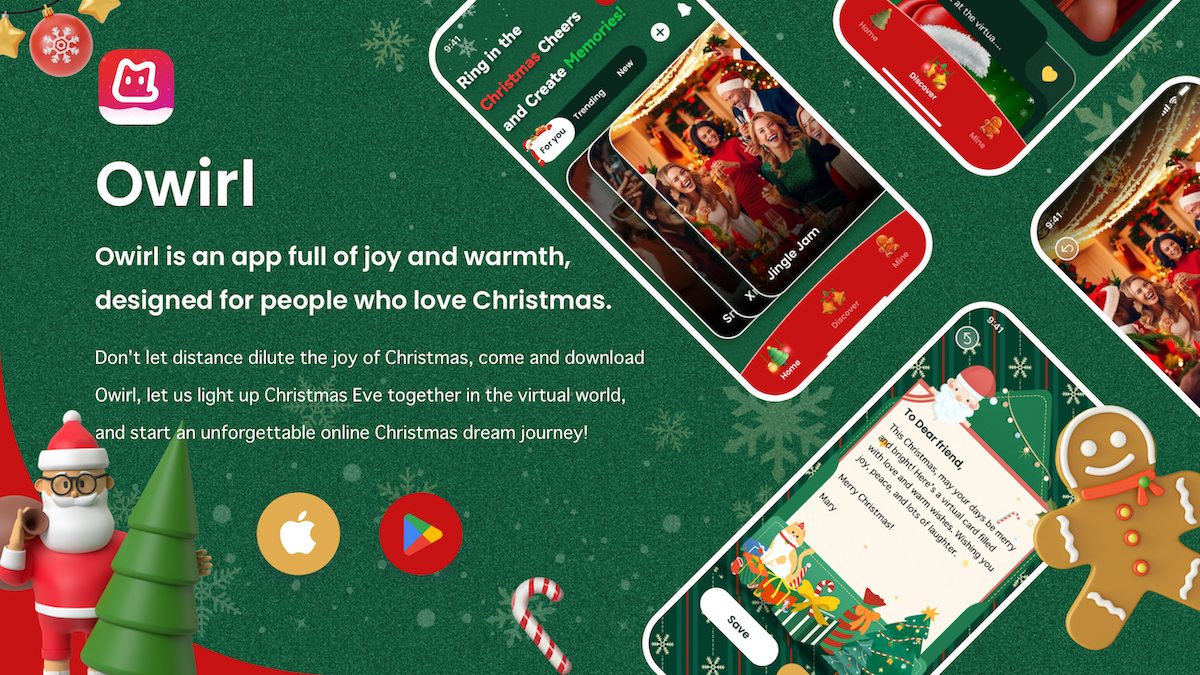 Owirl
Owirl is an app full of joy and warmth,
designed for people who love Christmas.
Don't let distance dilute the joy of Christmas, come and download
Owirl, let us light up Christmas Eve together in the virtual world,
and start an unforgettable online Christmas dream journey!
9:41
Ring in the
Christmas Cheers
and Create Memories!
For you
Trending
New
Jingle Jam
Home
Discover
Mine
at the virtua...
Home
Discover
Mine
9:41
9:41
To Dear friend,
This Christmas, may your days be merry
and bright! Here's a virtual card filled
with love and warm wishes. Wishing you
joy, peace, and lots of laughter.
Merry Christmas!
Mary
Save